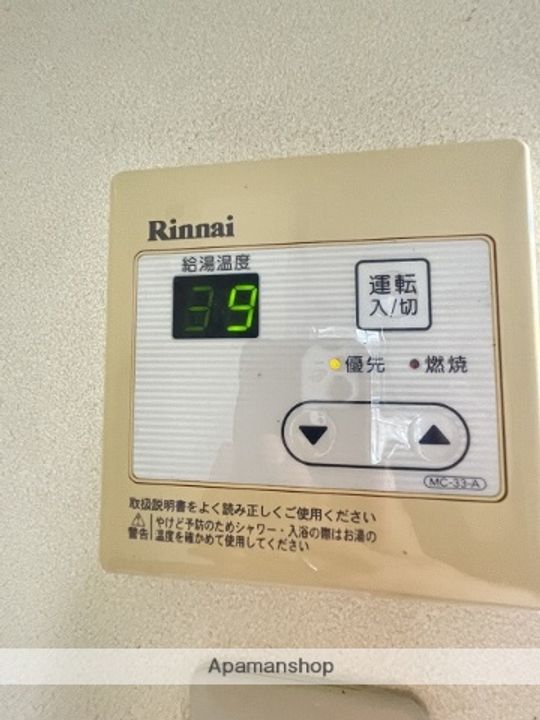 Rinnai
給湯温度
39
運転
入/切
優先 燃焼
▼ ▲
MC-33-A
取扱説明書をよく読み正しくご使用ください
⚠警告 やけど予防のためシャワー・入浴の際はお湯の
温度を確かめて使用してください
Apamanshop